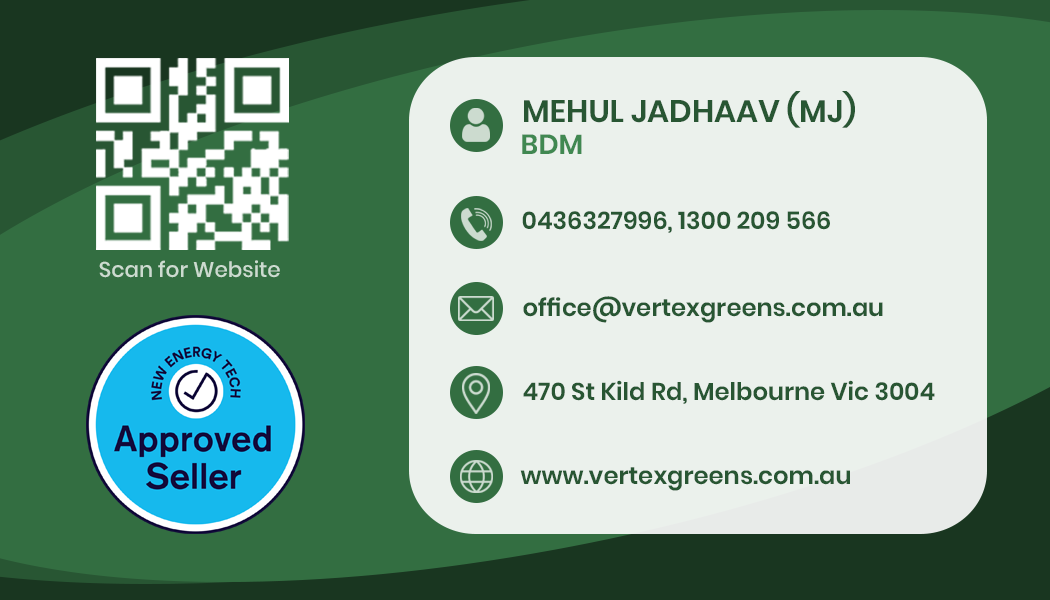 MEHUL JADHAAV (MJ)
BDM
0436327996, 1300 209 566
office@vertexgreens.com.au
470 St Kild Rd, Melbourne Vic 3004
www.vertexgreens.com.au
Scan for Website
NEW ENERGY TECH
Approved
Seller